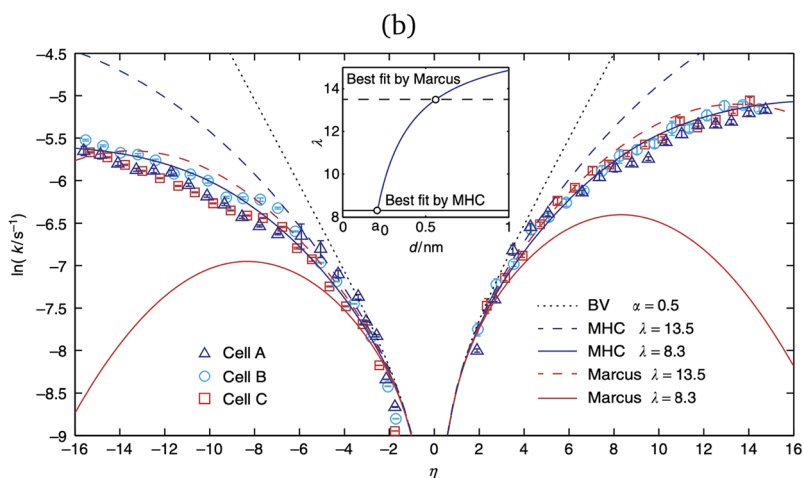 (b)
−4.5
−5
−5.5
−6
−6.5
−7
−7.5
−8
−8.5
−9
ln( k/s⁻¹)
−16 −14 −12 −10 −8 −6 −4 −2 0 2 4 6 8 10 12 14 16
η
Best fit by Marcus
Best fit by MHC
14
12
10
8
λ
a₀
0 0.5 1
d/nm
Cell A
Cell B
Cell C
BV α = 0.5
MHC λ = 13.5
MHC λ = 8.3
Marcus λ = 13.5
Marcus λ = 8.3